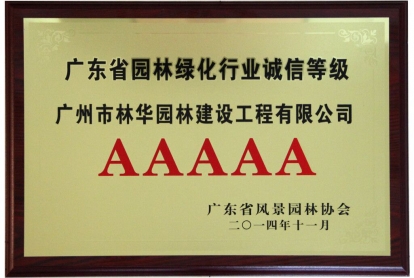 广东省园林绿化行业诚信等级
广州市林华园林建设工程有限公司
AAAAA
广东省风景园林协会
二〇一四年十一月